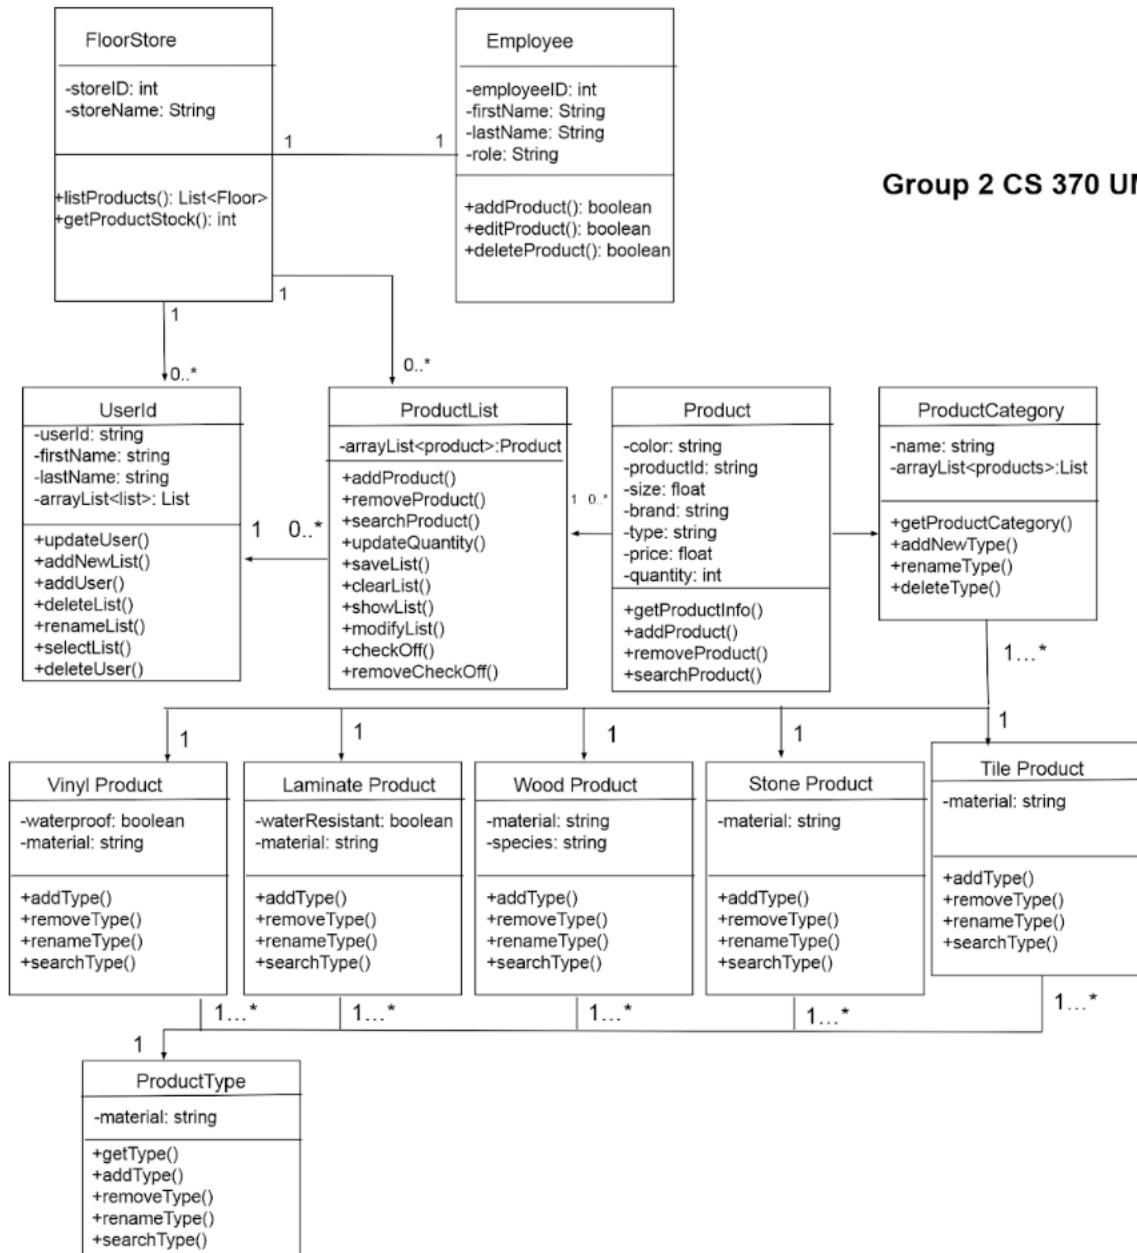 FloorStore
-storeID: int
-storeName: String
+listProducts(): List<Floor>
+getProductStock(): int
Employee
-employeeID: int
-firstName: String
-lastName: String
-role: String
+addProduct(): boolean
+editProduct(): boolean
+deleteProduct(): boolean
1
1
Group 2 CS 370 UM
1
1
0..*
0..*
UserId
-userId: string
-firstName: string
-lastName: string
-arrayList<list>: List
+updateUser()
+addNewList()
+addUser()
+deleteList()
+renameList()
+selectList()
+deleteUser()
1 0..*
ProductList
-arrayList<product>:Product
+addProduct()
+removeProduct()
+searchProduct()
+updateQuantity()
+saveList()
+clearList()
+showList()
+modifyList()
+checkOff()
+removeCheckOff()
1 0..*
Product
-color: string
-productId: string
-size: float
-brand: string
-type: string
-price: float
-quantity: int
+getProductInfo()
+addProduct()
+removeProduct()
+searchProduct()
ProductCategory
-name: string
-arrayList<products>:List
+getProductCategory()
+addNewType()
+renameType()
+deleteType()
1...*
1
1
1
1
1
Vinyl Product
-waterproof: boolean
-material: string
+addType()
+removeType()
+renameType()
+searchType()
Laminate Product
-waterResistant: boolean
-material: string
+addType()
+removeType()
+renameType()
+searchType()
Wood Product
-material: string
-species: string
+addType()
+removeType()
+renameType()
+searchType()
Stone Product
-material: string
+addType()
+removeType()
+renameType()
+searchType()
Tile Product
-material: string
+addType()
+removeType()
+renameType()
+searchType()
1...*
1...*
1...*
1...*
1...*
1
ProductType
-material: string
+getType()
+addType()
+removeType()
+renameType()
+searchType()